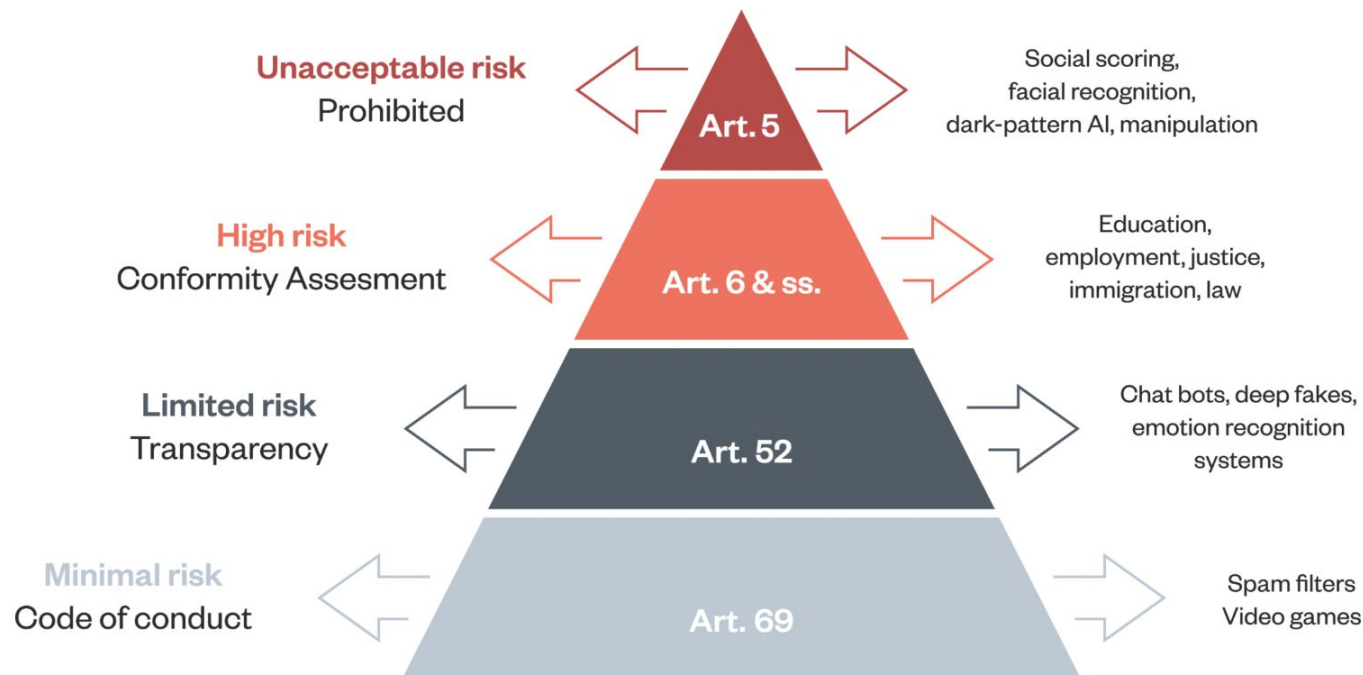 Unacceptable risk
Prohibited
Art. 5
Social scoring,
facial recognition,
dark-pattern AI, manipulation
High risk
Conformity Assesment
Art. 6 & ss.
Education,
employment, justice,
immigration, law
Limited risk
Transparency
Art. 52
Chat bots, deep fakes,
emotion recognition
systems
Minimal risk
Code of conduct
Art. 69
Spam filters
Video games